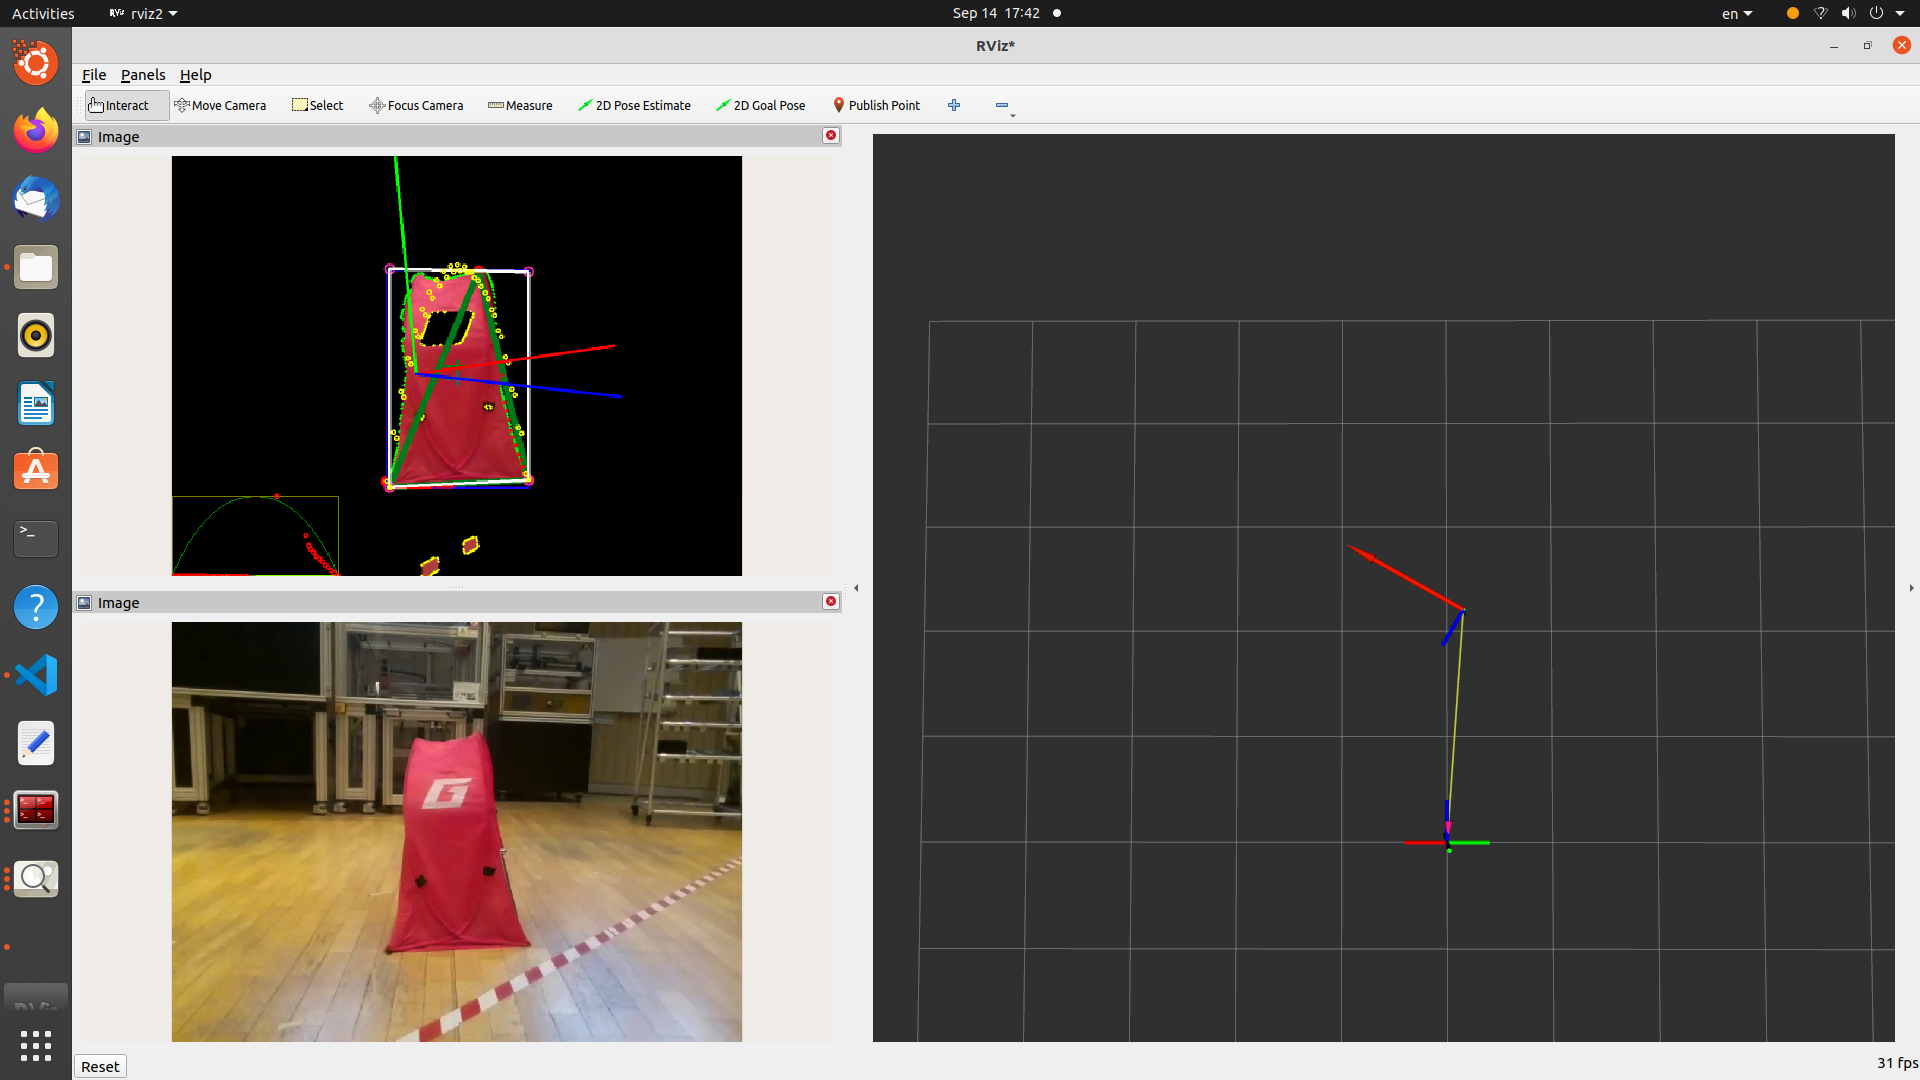 Activities
rviz2
Sep 14 17:42
en
RViz*
File Panels Help
Interact
Move Camera
Select
Focus Camera
Measure
2D Pose Estimate
2D Goal Pose
Publish Point
Image
Image
G
Reset
31 fps